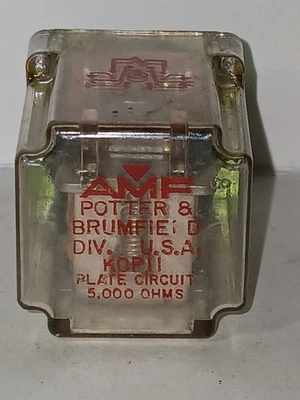 AMF
POTTER &
BRUMFIELD
DIV. U.S.A.
KCP11
PLATE CIRCUIT
5,000 OHMS